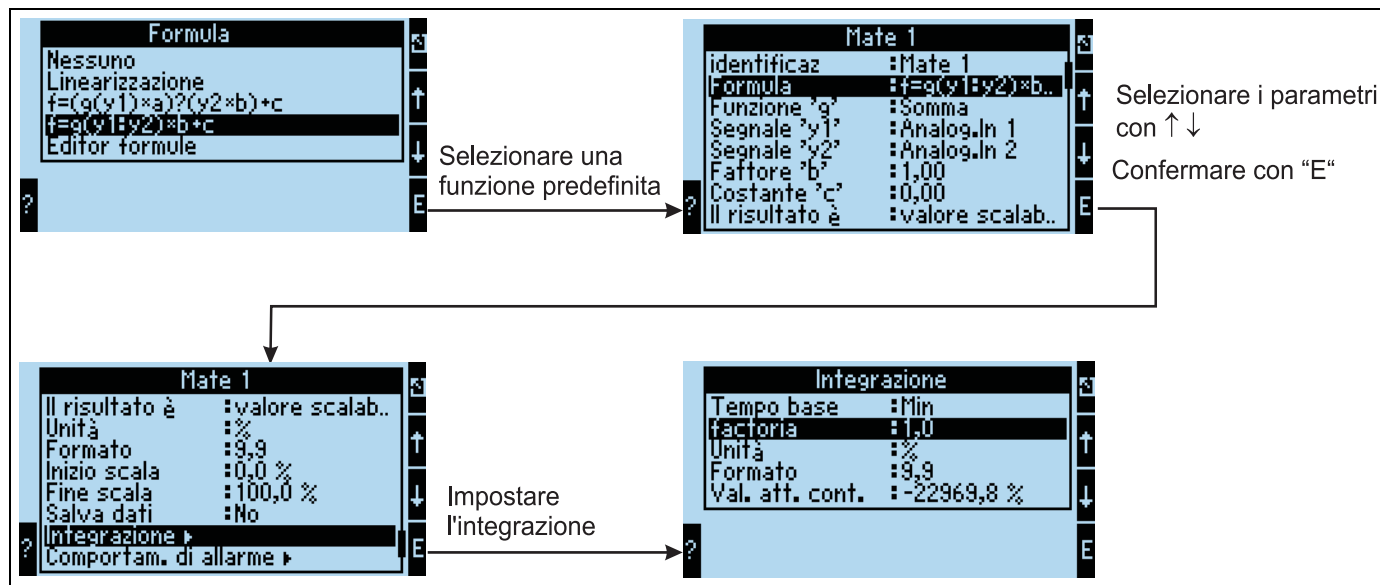 Formula
Nessuno
Linearizzazione
f=(g(y1)×a)?(y2×b)+c
f=g(y1:y2)×b+c
Editor formule
?
↑
↓
E
Selezionare una
funzione predefinita
Mate 1
identificaz :Mate 1
Formula :f=g(y1:y2)×b..
Funzione 'g' :Somma
Segnale 'y1' :Analog.In 1
Segnale 'y2' :Analog.In 2
Fattore 'b' :1,00
Costante 'c' :0,00
Il risultato è :valore scalab..
?
↑
↓
E
Selezionare i parametri
con ↑ ↓
Confermare con “E“
Mate 1
Il risultato è :valore scalab..
Unità :%
Formato :9,9
Inizio scala :0,0 %
Fine scala :100,0 %
Salva dati :No
Integrazione ▸
Comportam. di allarme ▸
?
↑
↓
E
Impostare
l'integrazione
Integrazione
Tempo base :Min
factoria :1,0
Unità :%
Formato :9,9
Val. att. cont. :-22969,8 %
?
↑
↓
E